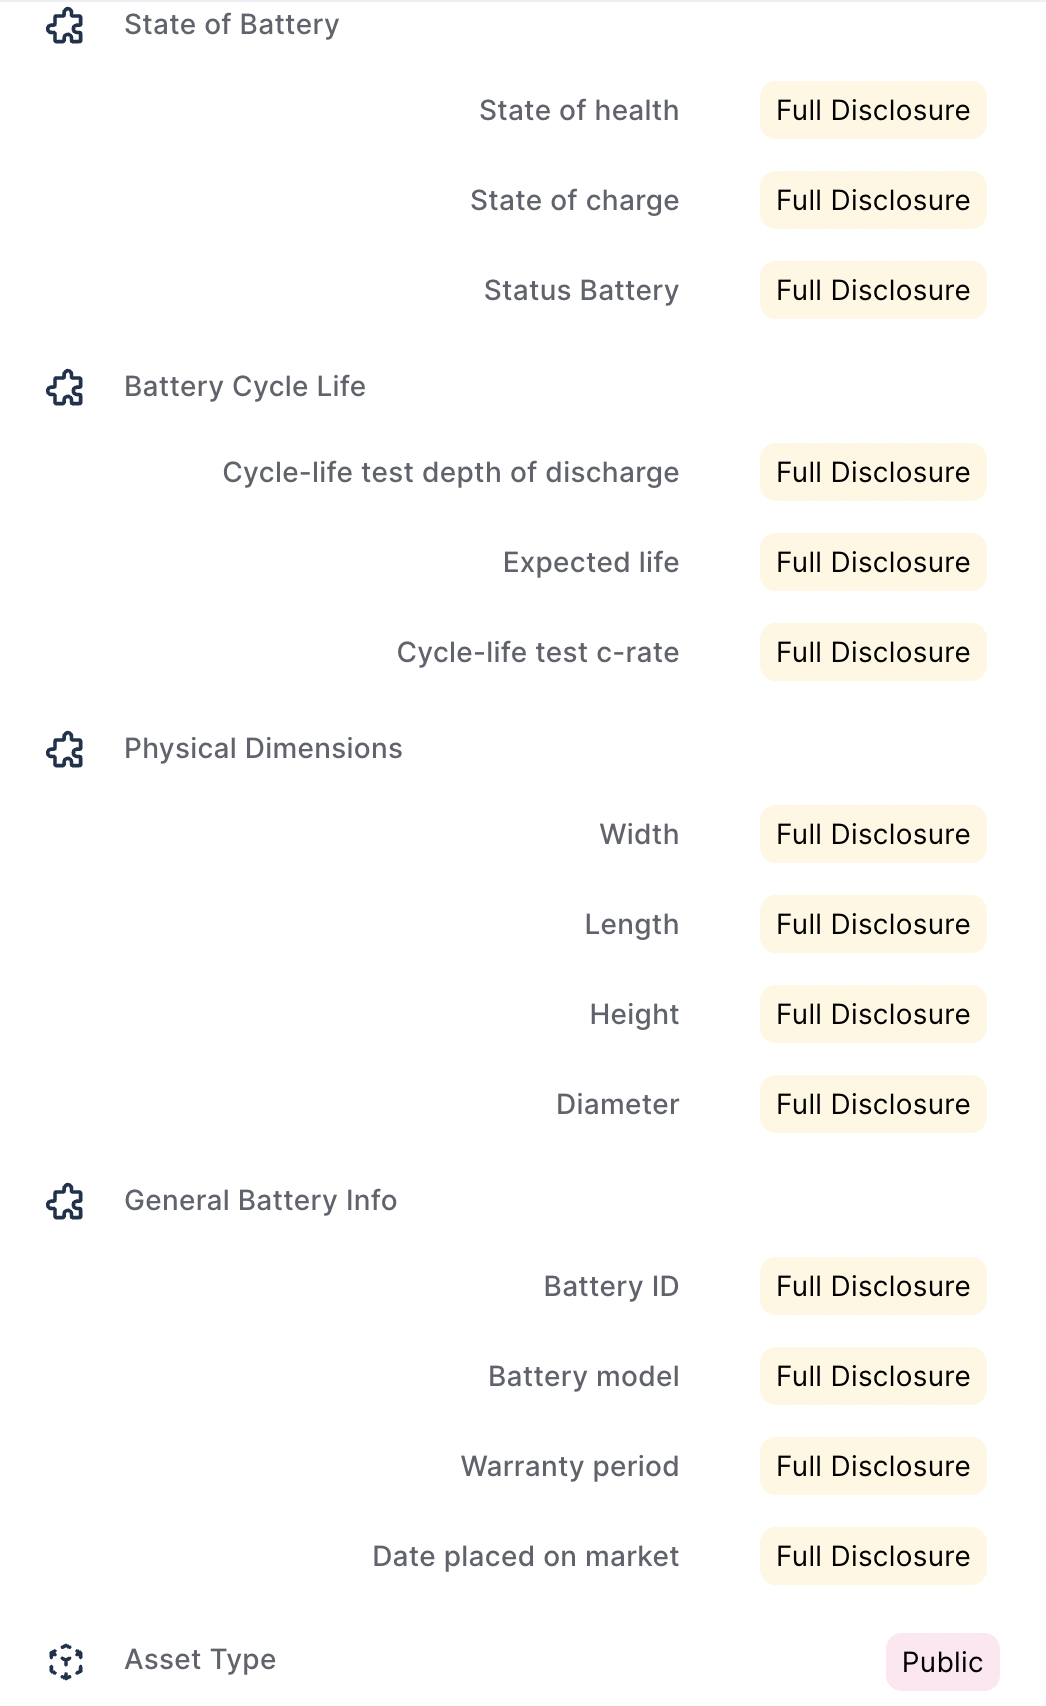 State of Battery
State of health Full Disclosure
State of charge Full Disclosure
Status Battery Full Disclosure
Battery Cycle Life
Cycle-life test depth of discharge Full Disclosure
Expected life Full Disclosure
Cycle-life test c-rate Full Disclosure
Physical Dimensions
Width Full Disclosure
Length Full Disclosure
Height Full Disclosure
Diameter Full Disclosure
General Battery Info
Battery ID Full Disclosure
Battery model Full Disclosure
Warranty period Full Disclosure
Date placed on market Full Disclosure
Asset Type Public